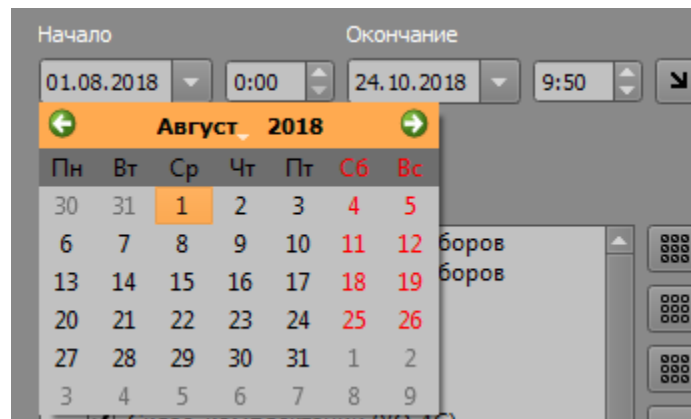 Начало Окончание
01.08.2018 0:00 24.10.2018 9:50
Август 2018
Пн Вт Ср Чт Пт Сб Вс
30 31 1 2 3 4 5
6 7 8 9 10 11 12 боров
13 14 15 16 17 18 19 боров
20 21 22 23 24 25 26
27 28 29 30 31 1 2
3 4 5 6 7 8 9